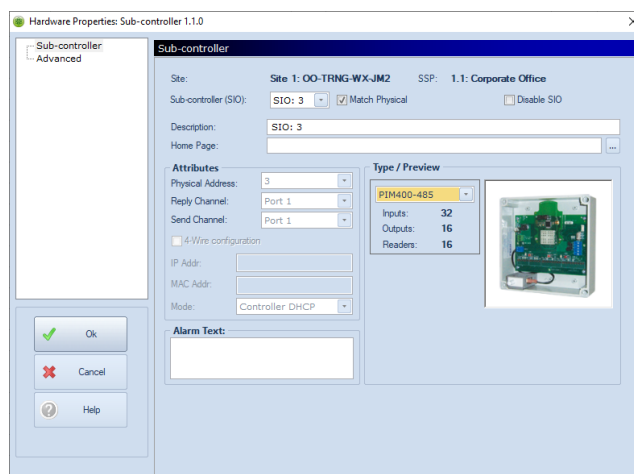 Hardware Properties: Sub-controller 1.1.0
Sub-controller
Advanced
Sub-controller
Site: Site 1: OO-TRNG-WX-JM2 SSP: 1.1: Corporate Office
Sub-controller (SIO): SIO: 3 Match Physical Disable SIO
Description: SIO: 3
Home Page: ...
Attributes
Physical Address: 3
Reply Channel: Port 1
Send Channel: Port 1
4-Wire configuration
IP Addr:
MAC Addr:
Mode: Controller DHCP
Type / Preview
PIM400-485
Inputs: 32
Outputs: 16
Readers: 16
Alarm Text:
Ok
Cancel
Help